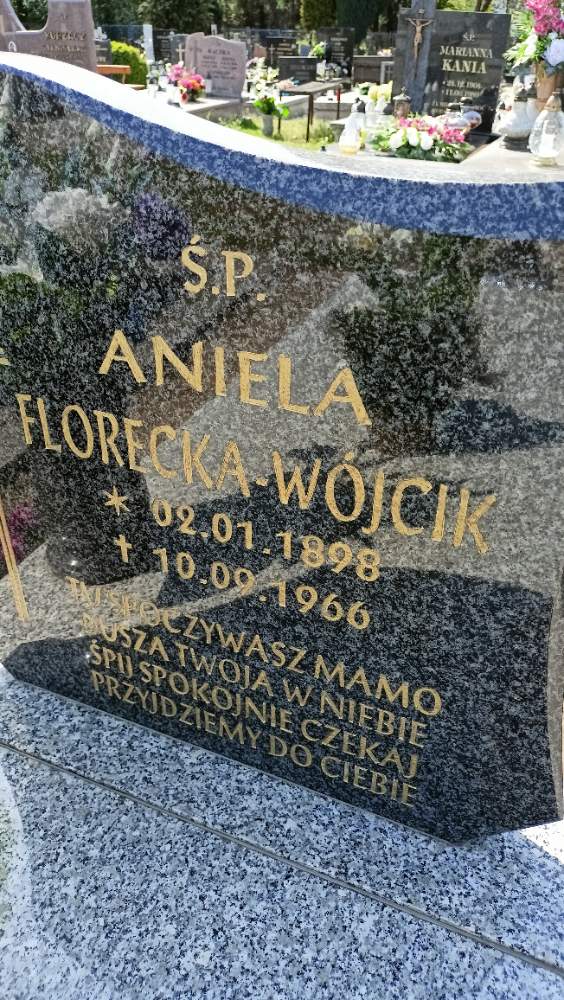 Ś.P.
MARIANNA
KANIA
Ś.P.
ANIELA
FLORECKA-WÓJCIK
* 02.01.1898
† 10.09.1966
TU SPOCZYWASZ MAMO
DUSZA TWOJA W NIEBIE
ŚPIJ SPOKOJNIE CZEKAJ
PRZYJDZIEMY DO CIEBIE